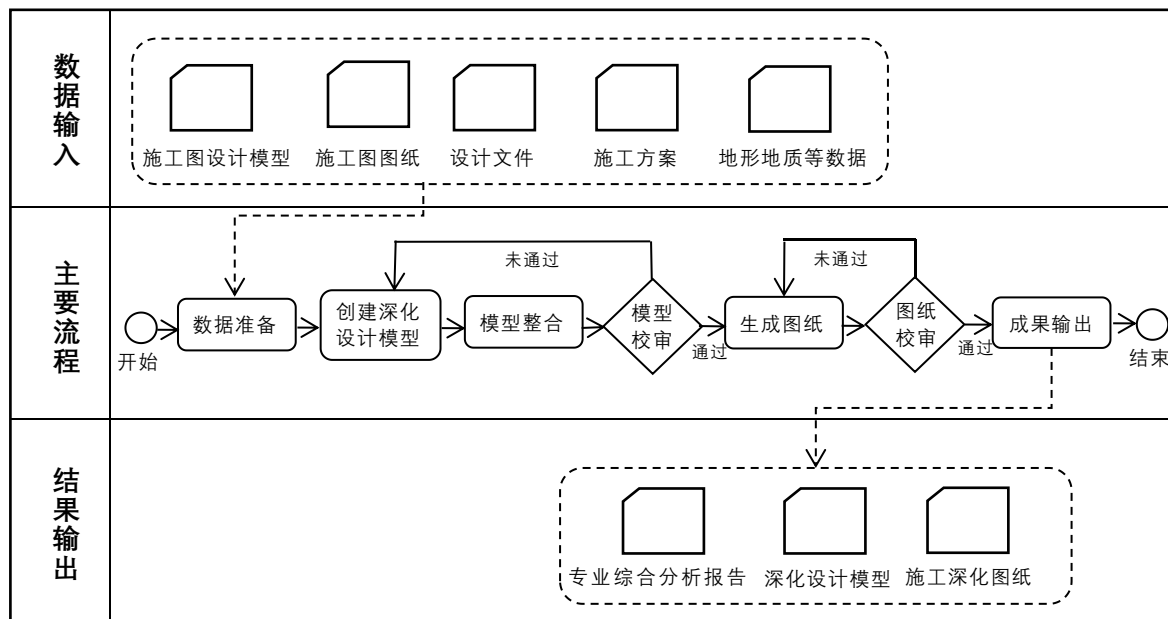 数据输入
施工图设计模型
施工图图纸
设计文件
施工方案
地形地质等数据
主要流程
开始
数据准备
创建深化
设计模型
模型整合
未通过
模型
校审
通过
生成图纸
未通过
图纸
校审
通过
成果输出
结束
结果输出
专业综合分析报告
深化设计模型
施工深化图纸